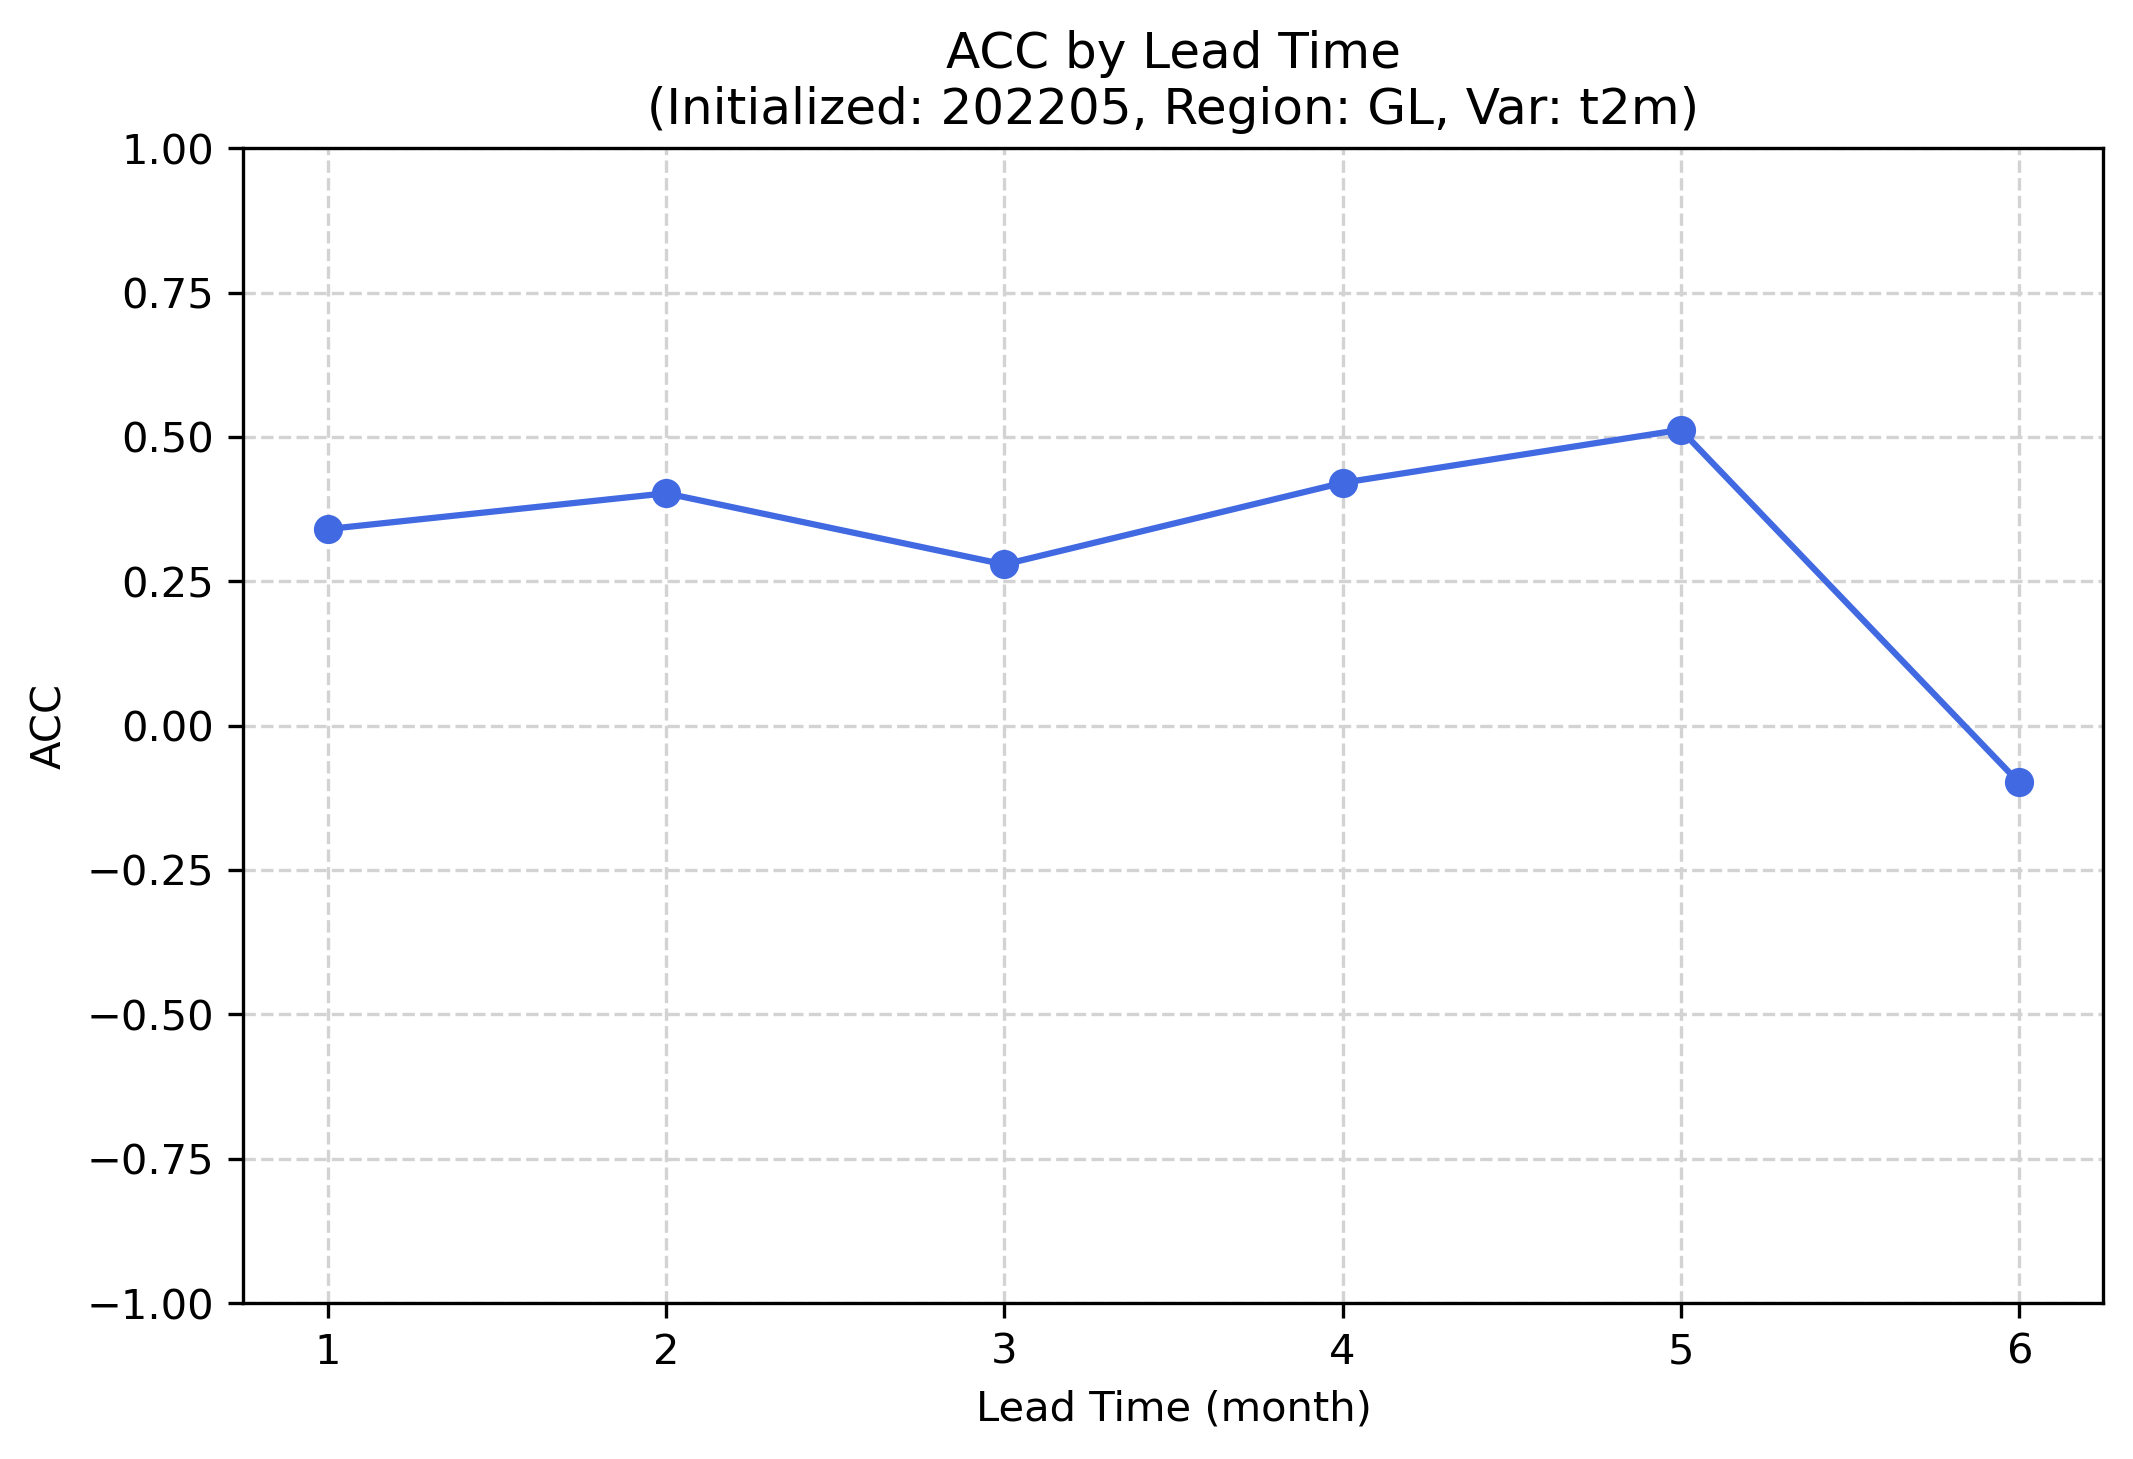 ACC by Lead Time
(Initialized: 202205, Region: GL, Var: t2m)
1.00
0.75
0.50
0.25
0.00
−0.25
−0.50
−0.75
−1.00
ACC
1 2 3 4 5 6
Lead Time (month)